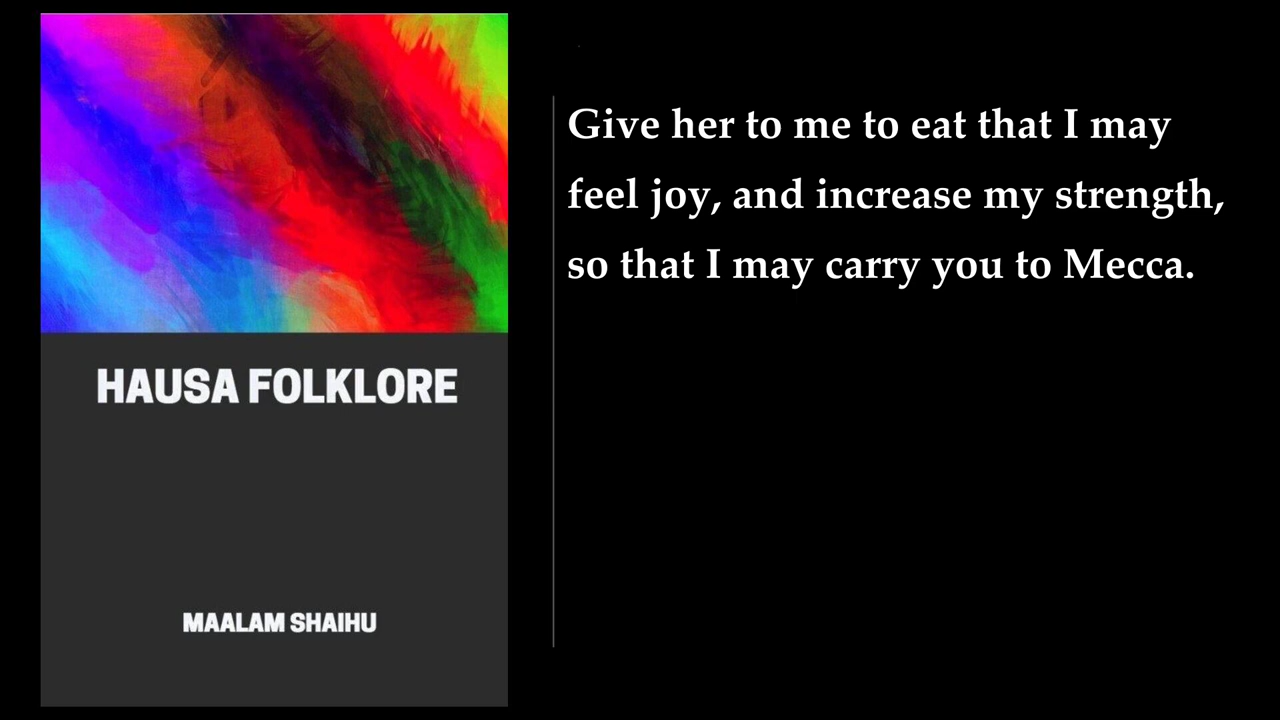 HAUSA FOLKLORE
MAALAM SHAIHU
Give her to me to eat that I may
feel joy, and increase my strength,
so that I may carry you to Mecca.